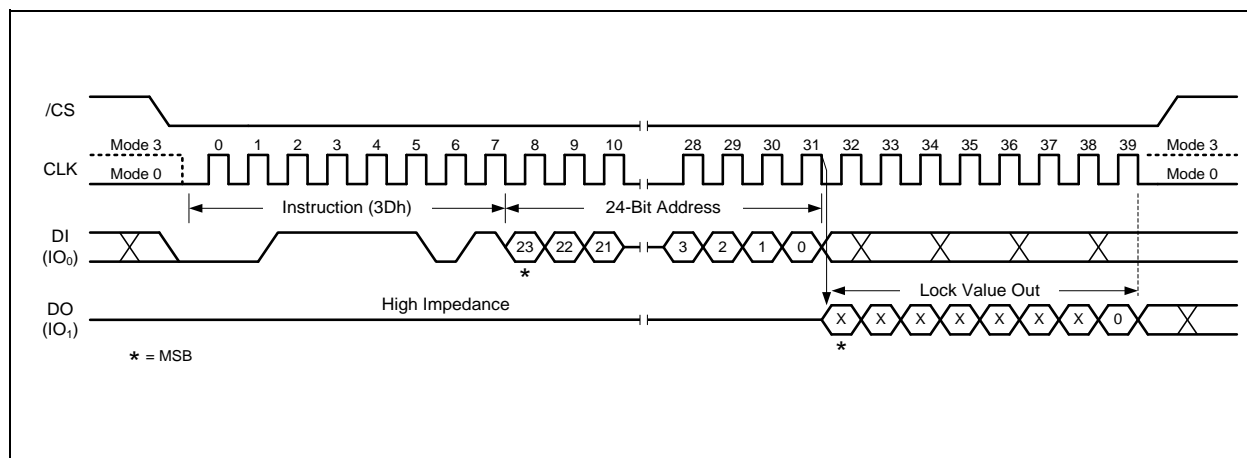 /CS
Mode 3 0 1 2 3 4 5 6 7 8 9 10 28 29 30 31 32 33 34 35 36 37 38 39 Mode 3
CLK
Mode 0 Mode 0
Instruction (3Dh) 24-Bit Address
DI
(IO₀)
23 22 21 3 2 1 0
*
Lock Value Out
High Impedance
DO
(IO₁)
X X X X X X X 0
*
* = MSB